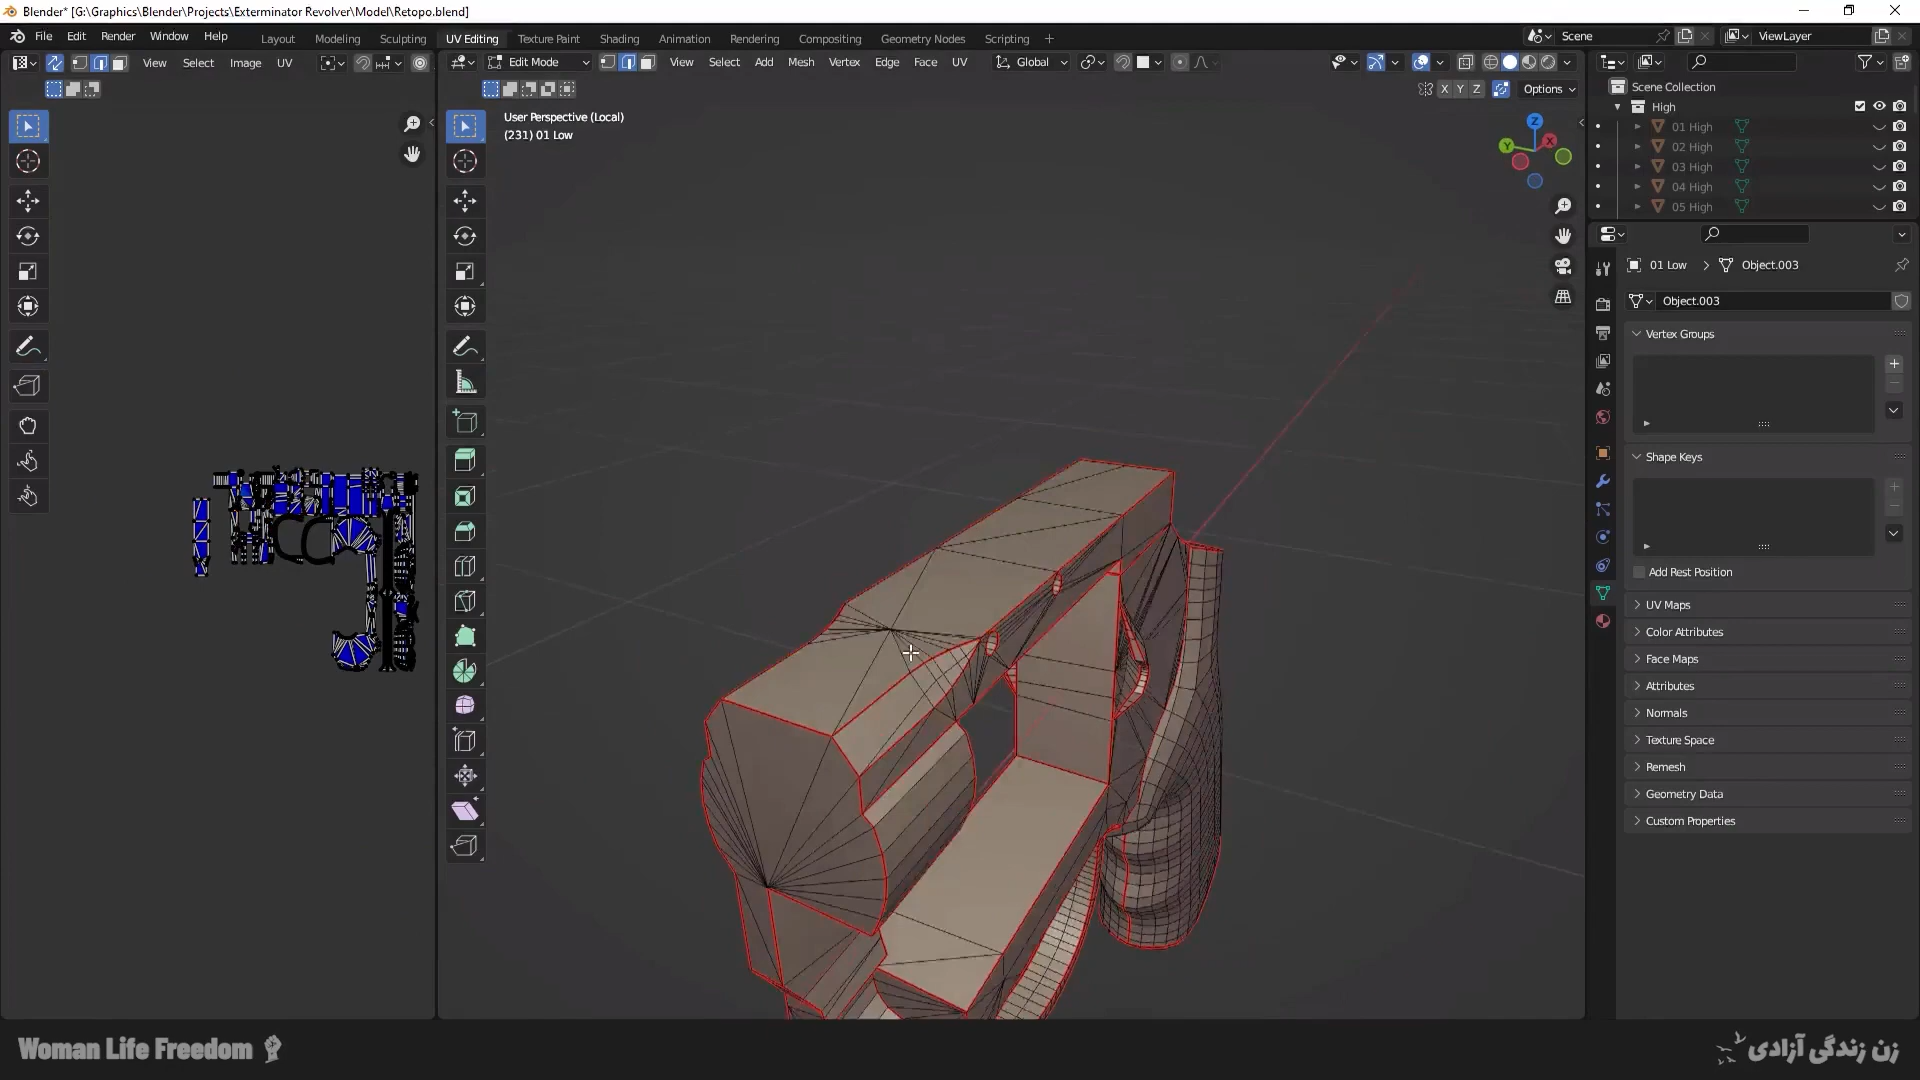 Blender* [G:\Graphics\Blender\Projects\Exterminator Revolver\Model\Retopo.blend]
File Edit Render Window Help Layout Modeling Sculpting UV Editing Texture Paint Shading Animation Rendering Compositing Geometry Nodes Scripting + Scene ViewLayer
View Select Image UV Edit Mode View Select Add Mesh Vertex Edge Face UV Global
X Y Z Options
User Perspective (Local)
(231) 01 Low
Z
X
Y
Scene Collection
High
01 High
02 High
03 High
04 High
05 High
01 Low > Object.003
Object.003
Vertex Groups
Shape Keys
Add Rest Position
UV Maps
Color Attributes
Face Maps
Attributes
Normals
Texture Space
Remesh
Geometry Data
Custom Properties
Woman Life Freedom
زن زندگی آزادی